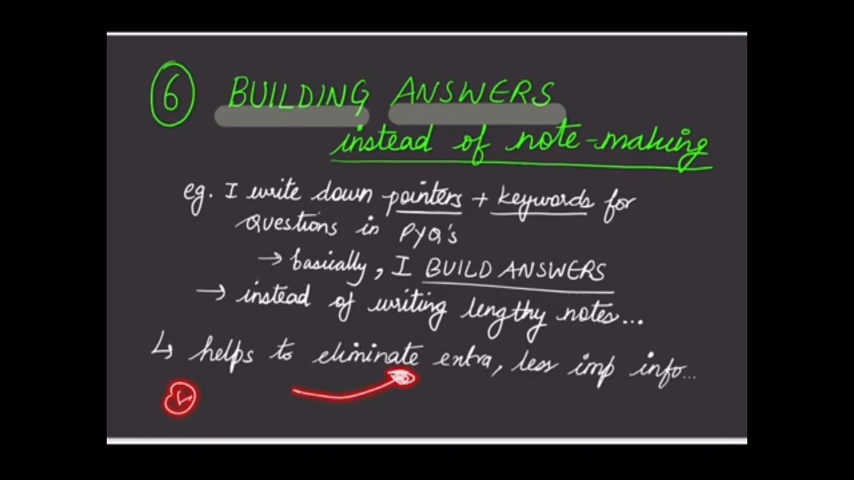 6 BUILDING ANSWERS
instead of note-making
eg. I write down pointers + keywords for
questions in PYQ's
→ basically, I BUILD ANSWERS
→ instead of writing lengthy notes...
↳ helps to eliminate extra, less imp info...